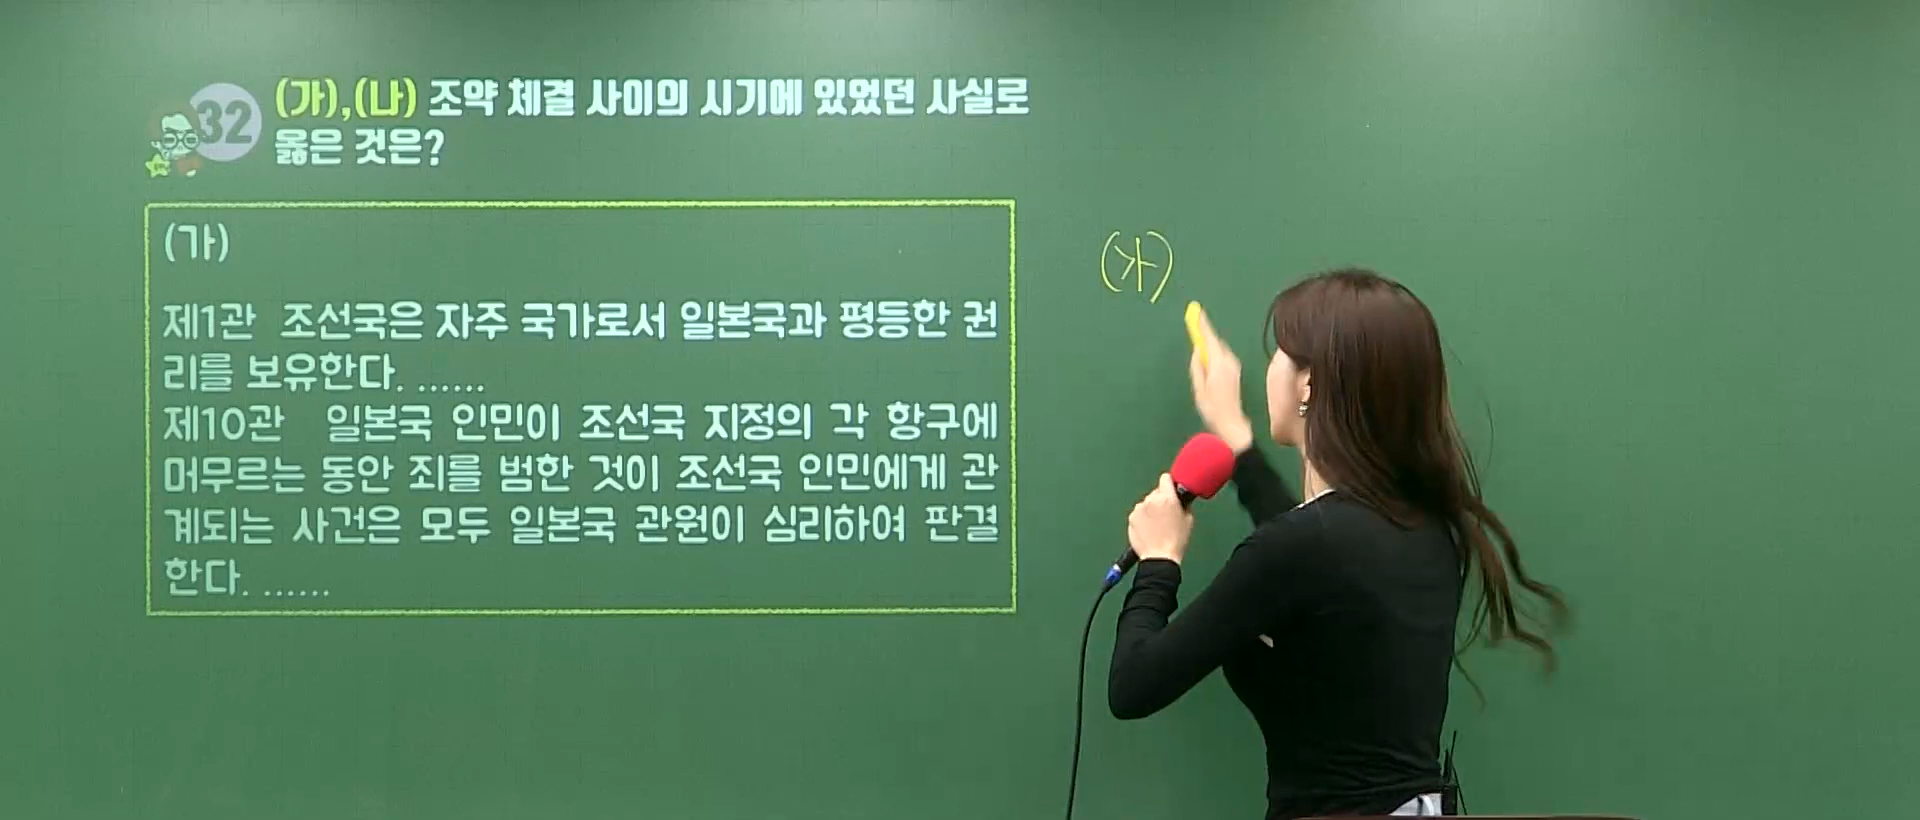 32
(가),(나) 조약 체결 사이의 시기에 있었던 사실로
옳은 것은?
(가)
제1관 조선국은 자주 국가로서 일본국과 평등한 권
리를 보유한다. ......
제10관 일본국 인민이 조선국 지정의 각 항구에
머무르는 동안 죄를 범한 것이 조선국 인민에게 관
계되는 사건은 모두 일본국 관원이 심리하여 판결
한다. ......
(가)